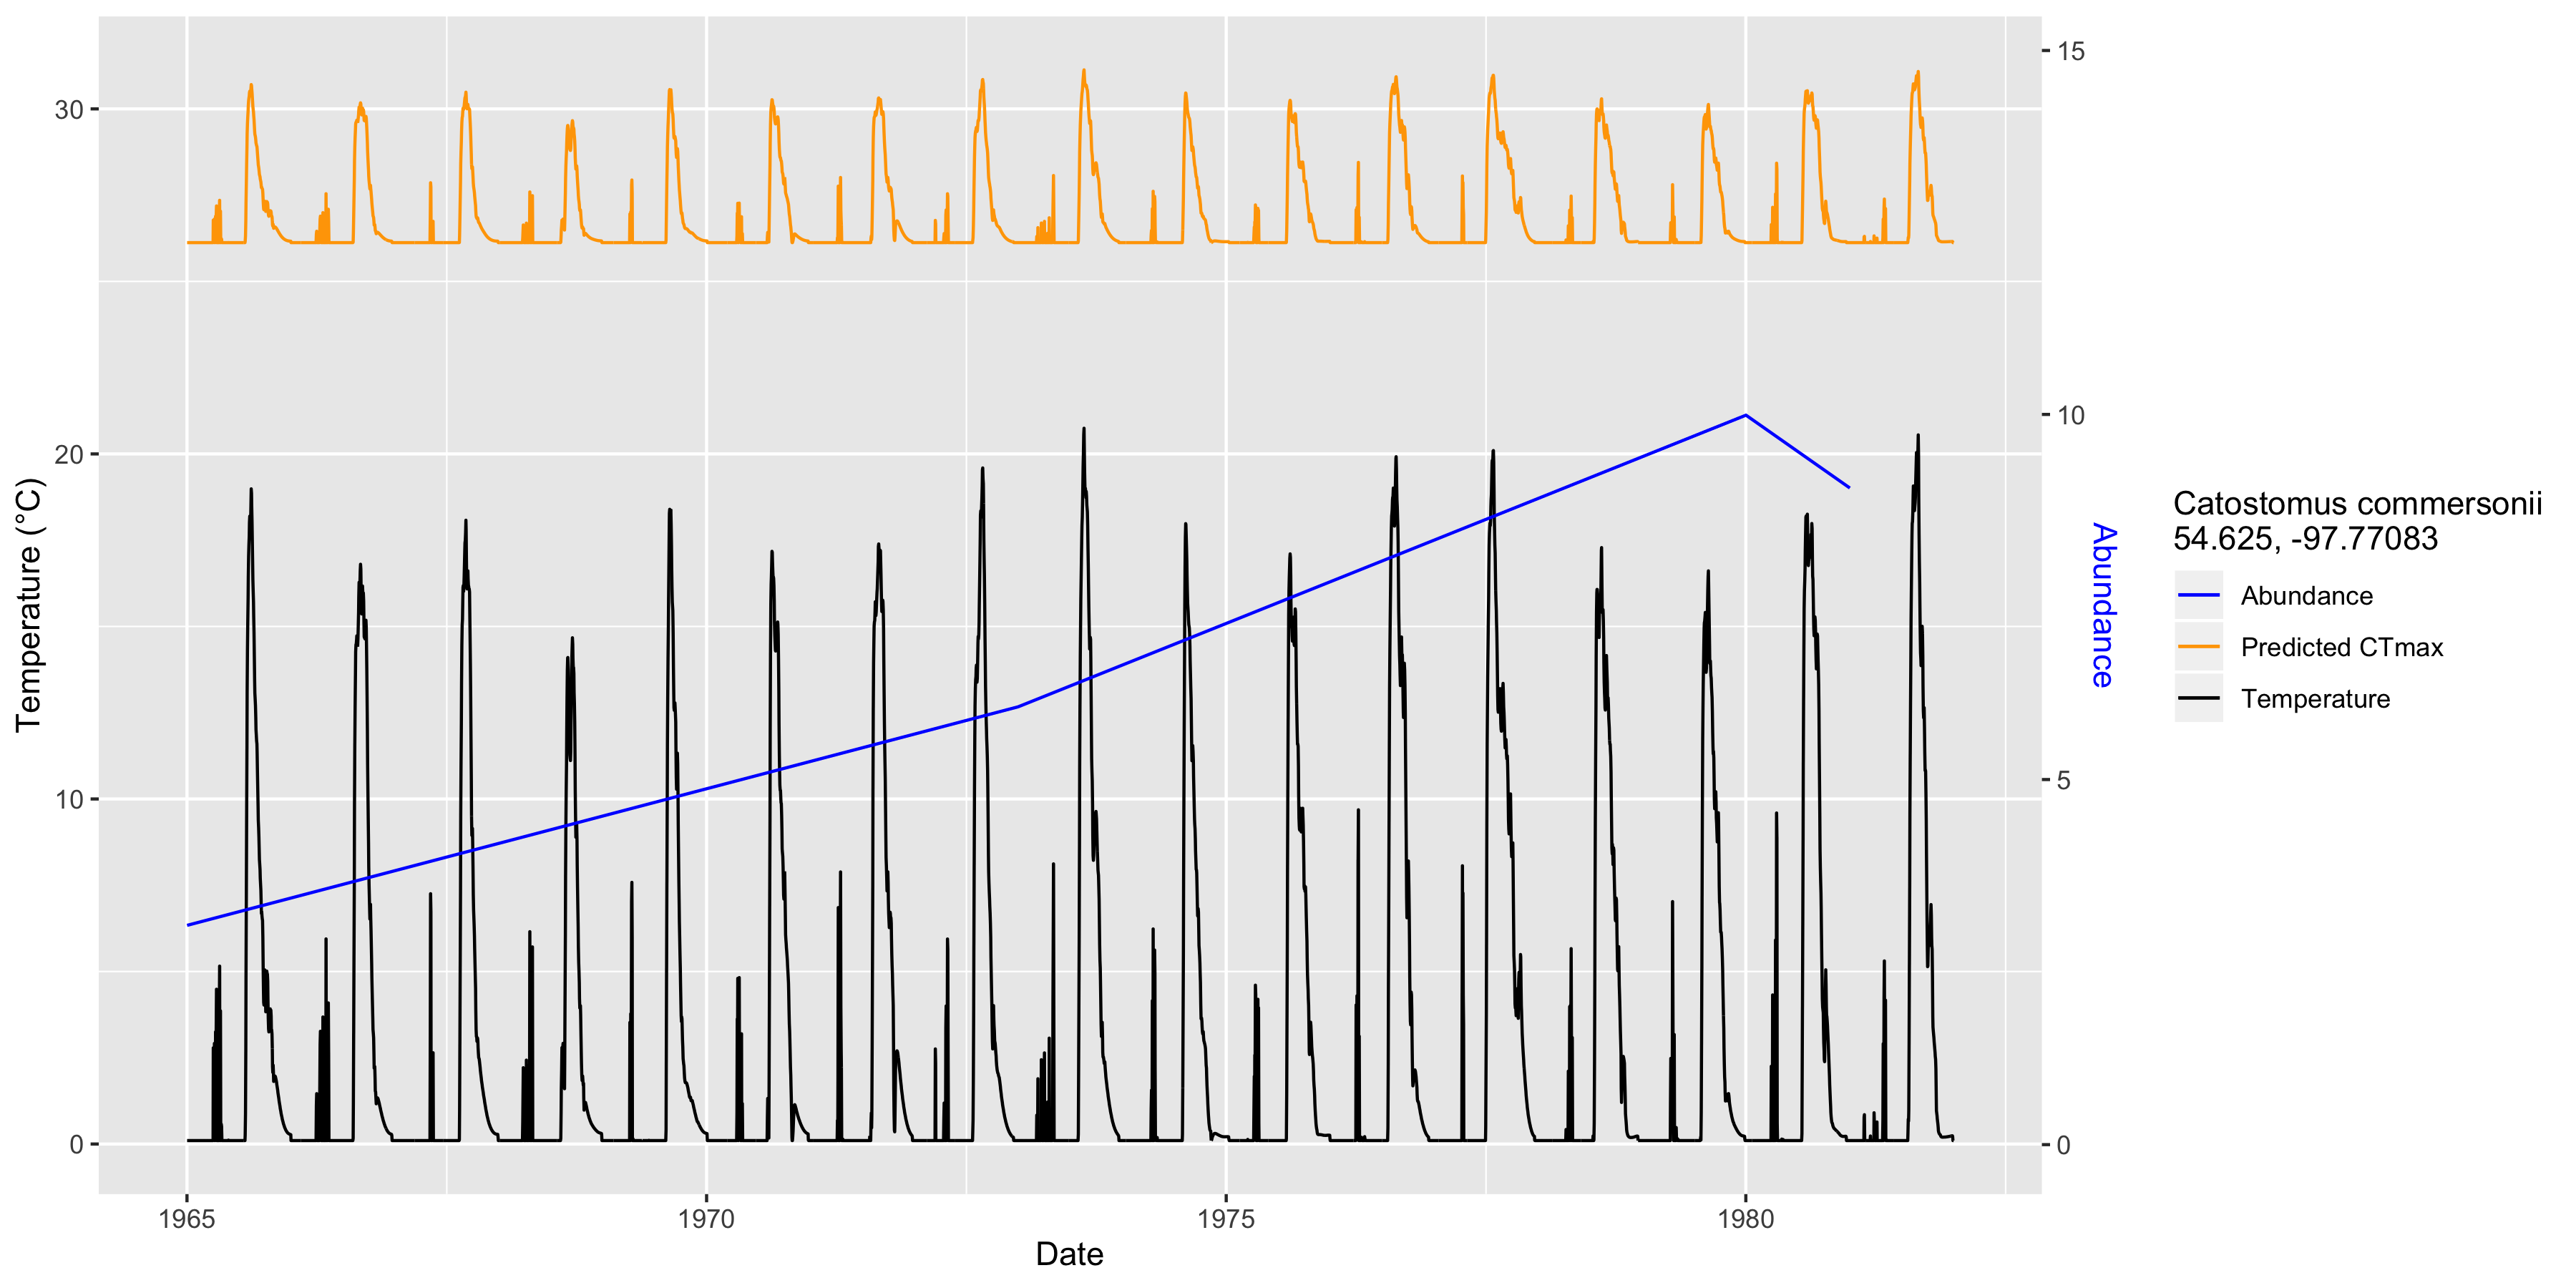 30
20
10
0
Temperature (°C)
1965
1970
1975
1980
Date
15
10
5
0
Abundance
Catostomus commersonii
54.625, -97.77083
Abundance
Predicted CTmax
Temperature